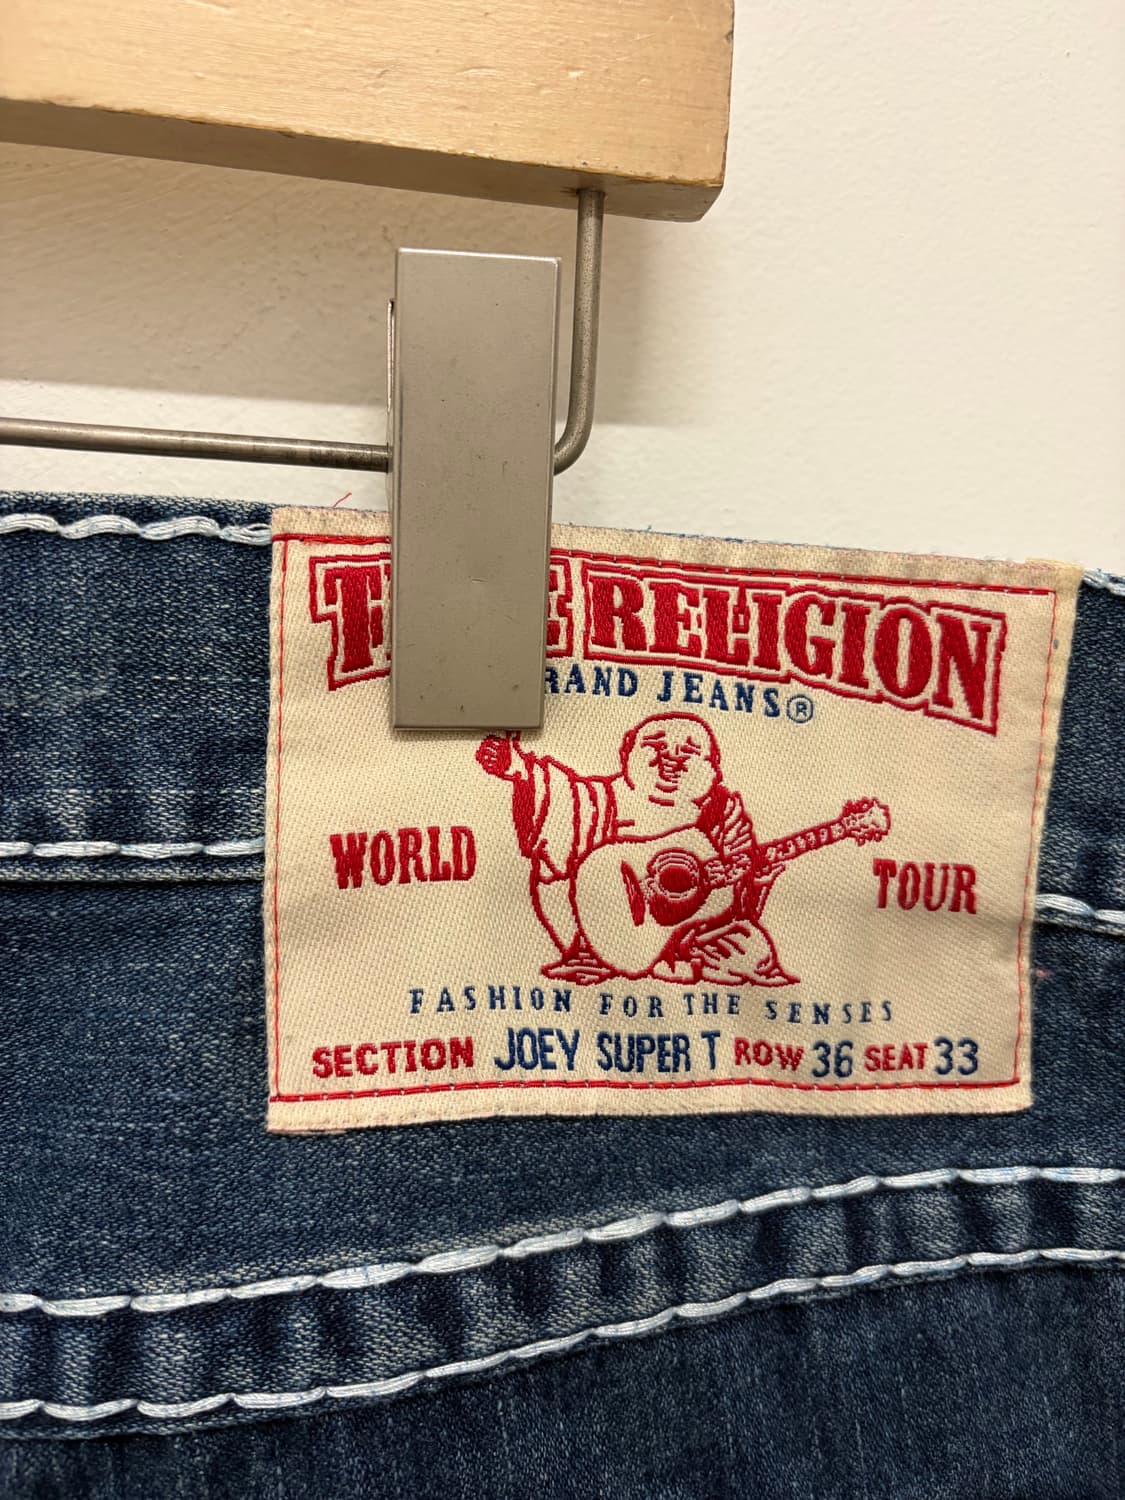 RELIGION
JEANS®
WORLD TOUR
FASHION FOR THE SENSES
SECTION JOEY SUPER T ROW 36 SEAT 33